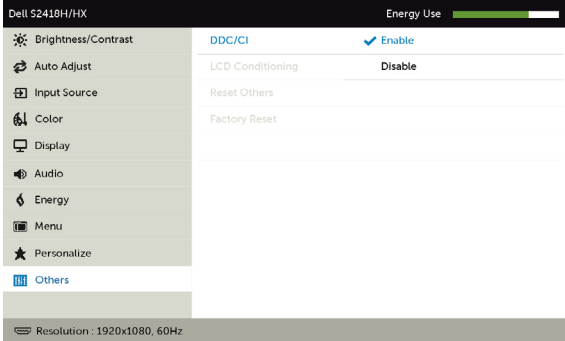 Dell S2418H/HX Energy Use
Brightness/Contrast DDC/CI Enable
Auto Adjust LCD Conditioning Disable
Input Source Reset Others
Color Factory Reset
Display
Audio
Energy
Menu
Personalize
Others
Resolution : 1920x1080, 60Hz